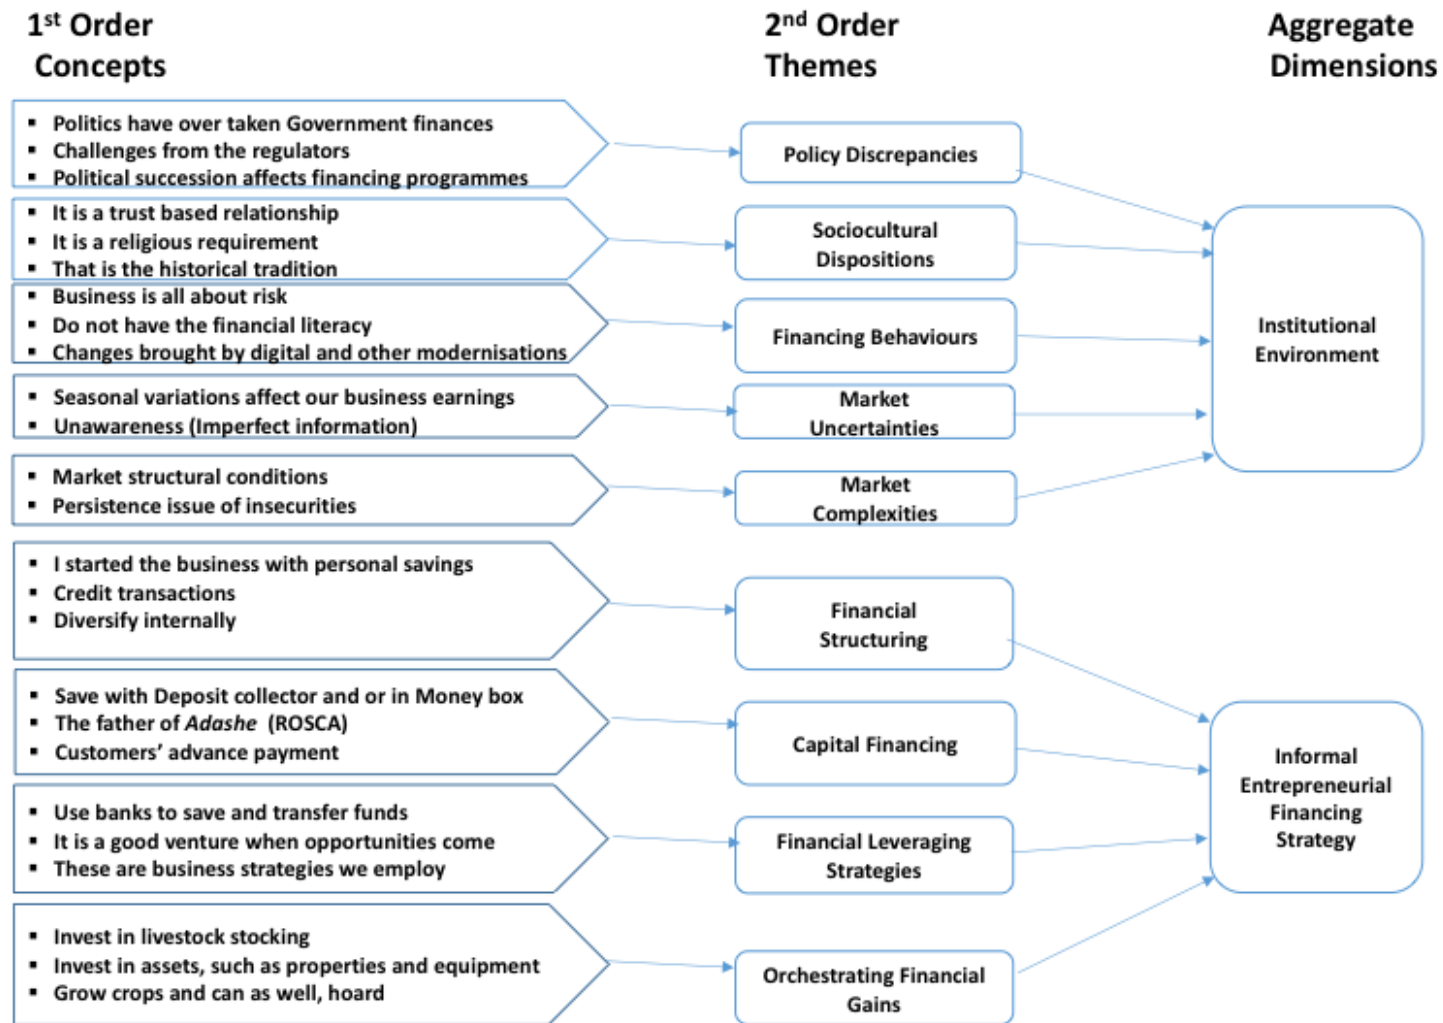 1st Order
Concepts
2nd Order
Themes
Aggregate
Dimensions
▪ Politics have over taken Government finances
▪ Challenges from the regulators
▪ Political succession affects financing programmes
Policy Discrepancies
▪ It is a trust based relationship
▪ It is a religious requirement
▪ That is the historical tradition
Sociocultural
Dispositions
▪ Business is all about risk
▪ Do not have the financial literacy
▪ Changes brought by digital and other modernisations
Financing Behaviours
▪ Seasonal variations affect our business earnings
▪ Unawareness (Imperfect information)
Market
Uncertainties
▪ Market structural conditions
▪ Persistence issue of insecurities
Market
Complexities
Institutional
Environment
▪ I started the business with personal savings
▪ Credit transactions
▪ Diversify internally
Financial
Structuring
▪ Save with Deposit collector and or in Money box
▪ The father of Adashe (ROSCA)
▪ Customers’ advance payment
Capital Financing
▪ Use banks to save and transfer funds
▪ It is a good venture when opportunities come
▪ These are business strategies we employ
Financial Leveraging
Strategies
▪ Invest in livestock stocking
▪ Invest in assets, such as properties and equipment
▪ Grow crops and can as well, hoard
Orchestrating Financial
Gains
Informal
Entrepreneurial
Financing
Strategy